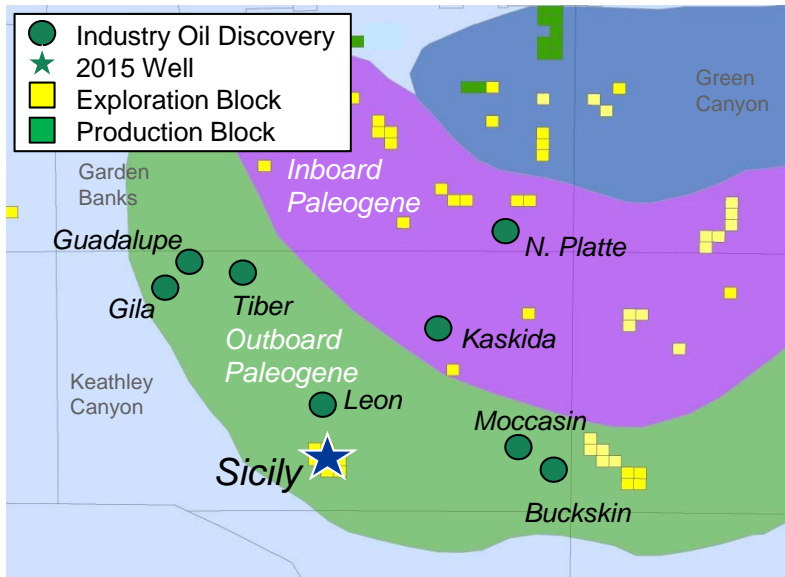 Industry Oil Discovery
2015 Well
Exploration Block
Production Block
Green
Canyon
Garden
Banks
Inboard
Paleogene
Guadalupe
N. Platte
Gila
Tiber
Outboard
Paleogene
Kaskida
Keathley
Canyon
Leon
Moccasin
Sicily
Buckskin